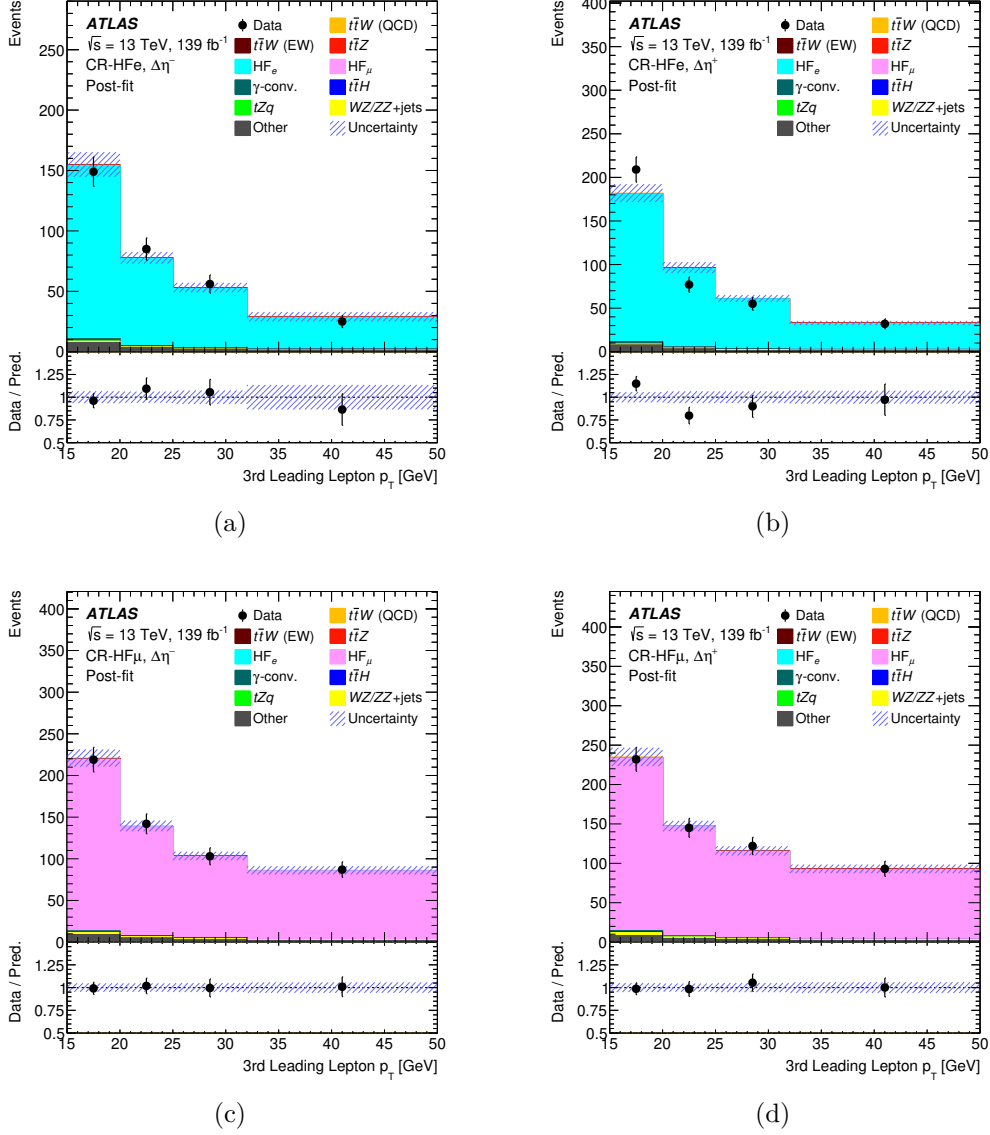 ATLAS
√s = 13 TeV, 139 fb⁻¹
CR-HFe, Δη⁻
Post-fit
Data
tt̄W (EW)
HFₑ
γ-conv.
tZq
Other
tt̄W (QCD)
tt̄Z
HF_μ
tt̄H
WZ/ZZ+jets
Uncertainty
Events
250
200
150
100
50
0
Data / Pred.
1.25
1
0.75
0.5
15 20 25 30 35 40 45 50
3rd Leading Lepton p_T [GeV]
(a)
ATLAS
√s = 13 TeV, 139 fb⁻¹
CR-HFe, Δη⁺
Post-fit
Data
tt̄W (EW)
HFₑ
γ-conv.
tZq
Other
tt̄W (QCD)
tt̄Z
HF_μ
tt̄H
WZ/ZZ+jets
Uncertainty
Events
400
350
300
250
200
150
100
50
0
Data / Pred.
1.25
1
0.75
0.5
15 20 25 30 35 40 45 50
3rd Leading Lepton p_T [GeV]
(b)
ATLAS
√s = 13 TeV, 139 fb⁻¹
CR-HFμ, Δη⁻
Post-fit
Data
tt̄W (EW)
HFₑ
γ-conv.
tZq
Other
tt̄W (QCD)
tt̄Z
HF_μ
tt̄H
WZ/ZZ+jets
Uncertainty
Events
400
350
300
250
200
150
100
50
0
Data / Pred.
1.25
1
0.75
0.5
15 20 25 30 35 40 45 50
3rd Leading Lepton p_T [GeV]
(c)
ATLAS
√s = 13 TeV, 139 fb⁻¹
CR-HFμ, Δη⁺
Post-fit
Data
tt̄W (EW)
HFₑ
γ-conv.
tZq
Other
tt̄W (QCD)
tt̄Z
HF_μ
tt̄H
WZ/ZZ+jets
Uncertainty
Events
400
350
300
250
200
150
100
50
0
Data / Pred.
1.25
1
0.75
0.5
15 20 25 30 35 40 45 50
3rd Leading Lepton p_T [GeV]
(d)